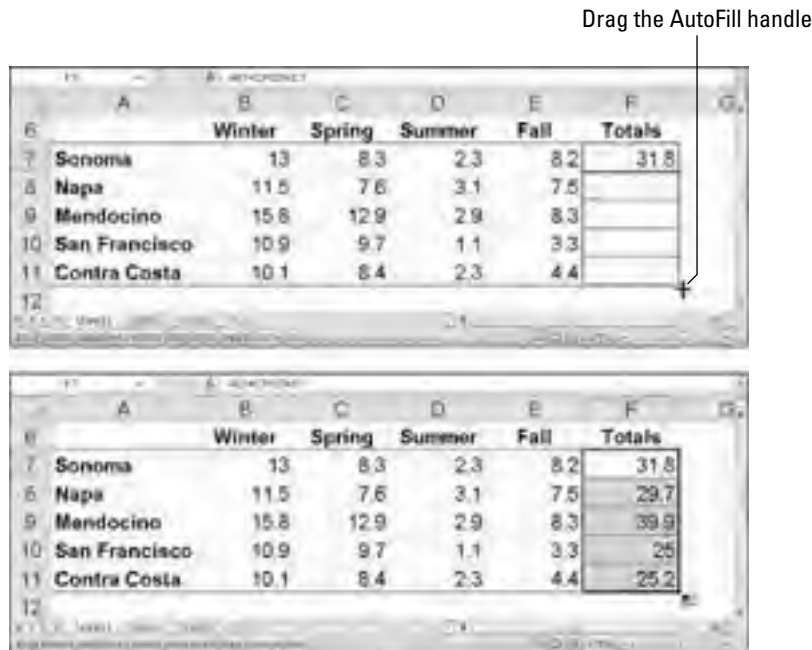 Drag the AutoFill handle
A B C D E F G
6 Winter Spring Summer Fall Totals
7 Sonoma 13 8.3 2.3 8.2 31.8
8 Napa 11.5 7.6 3.1 7.5
9 Mendocino 15.8 12.9 2.9 8.3
10 San Francisco 10.9 9.7 1.1 3.3
11 Contra Costa 10.1 8.4 2.3 4.4
12
A B C D E F G
6 Winter Spring Summer Fall Totals
7 Sonoma 13 8.3 2.3 8.2 31.8
8 Napa 11.5 7.6 3.1 7.5 29.7
9 Mendocino 15.8 12.9 2.9 8.3 39.9
10 San Francisco 10.9 9.7 1.1 3.3 25
11 Contra Costa 10.1 8.4 2.3 4.4 25.2
12